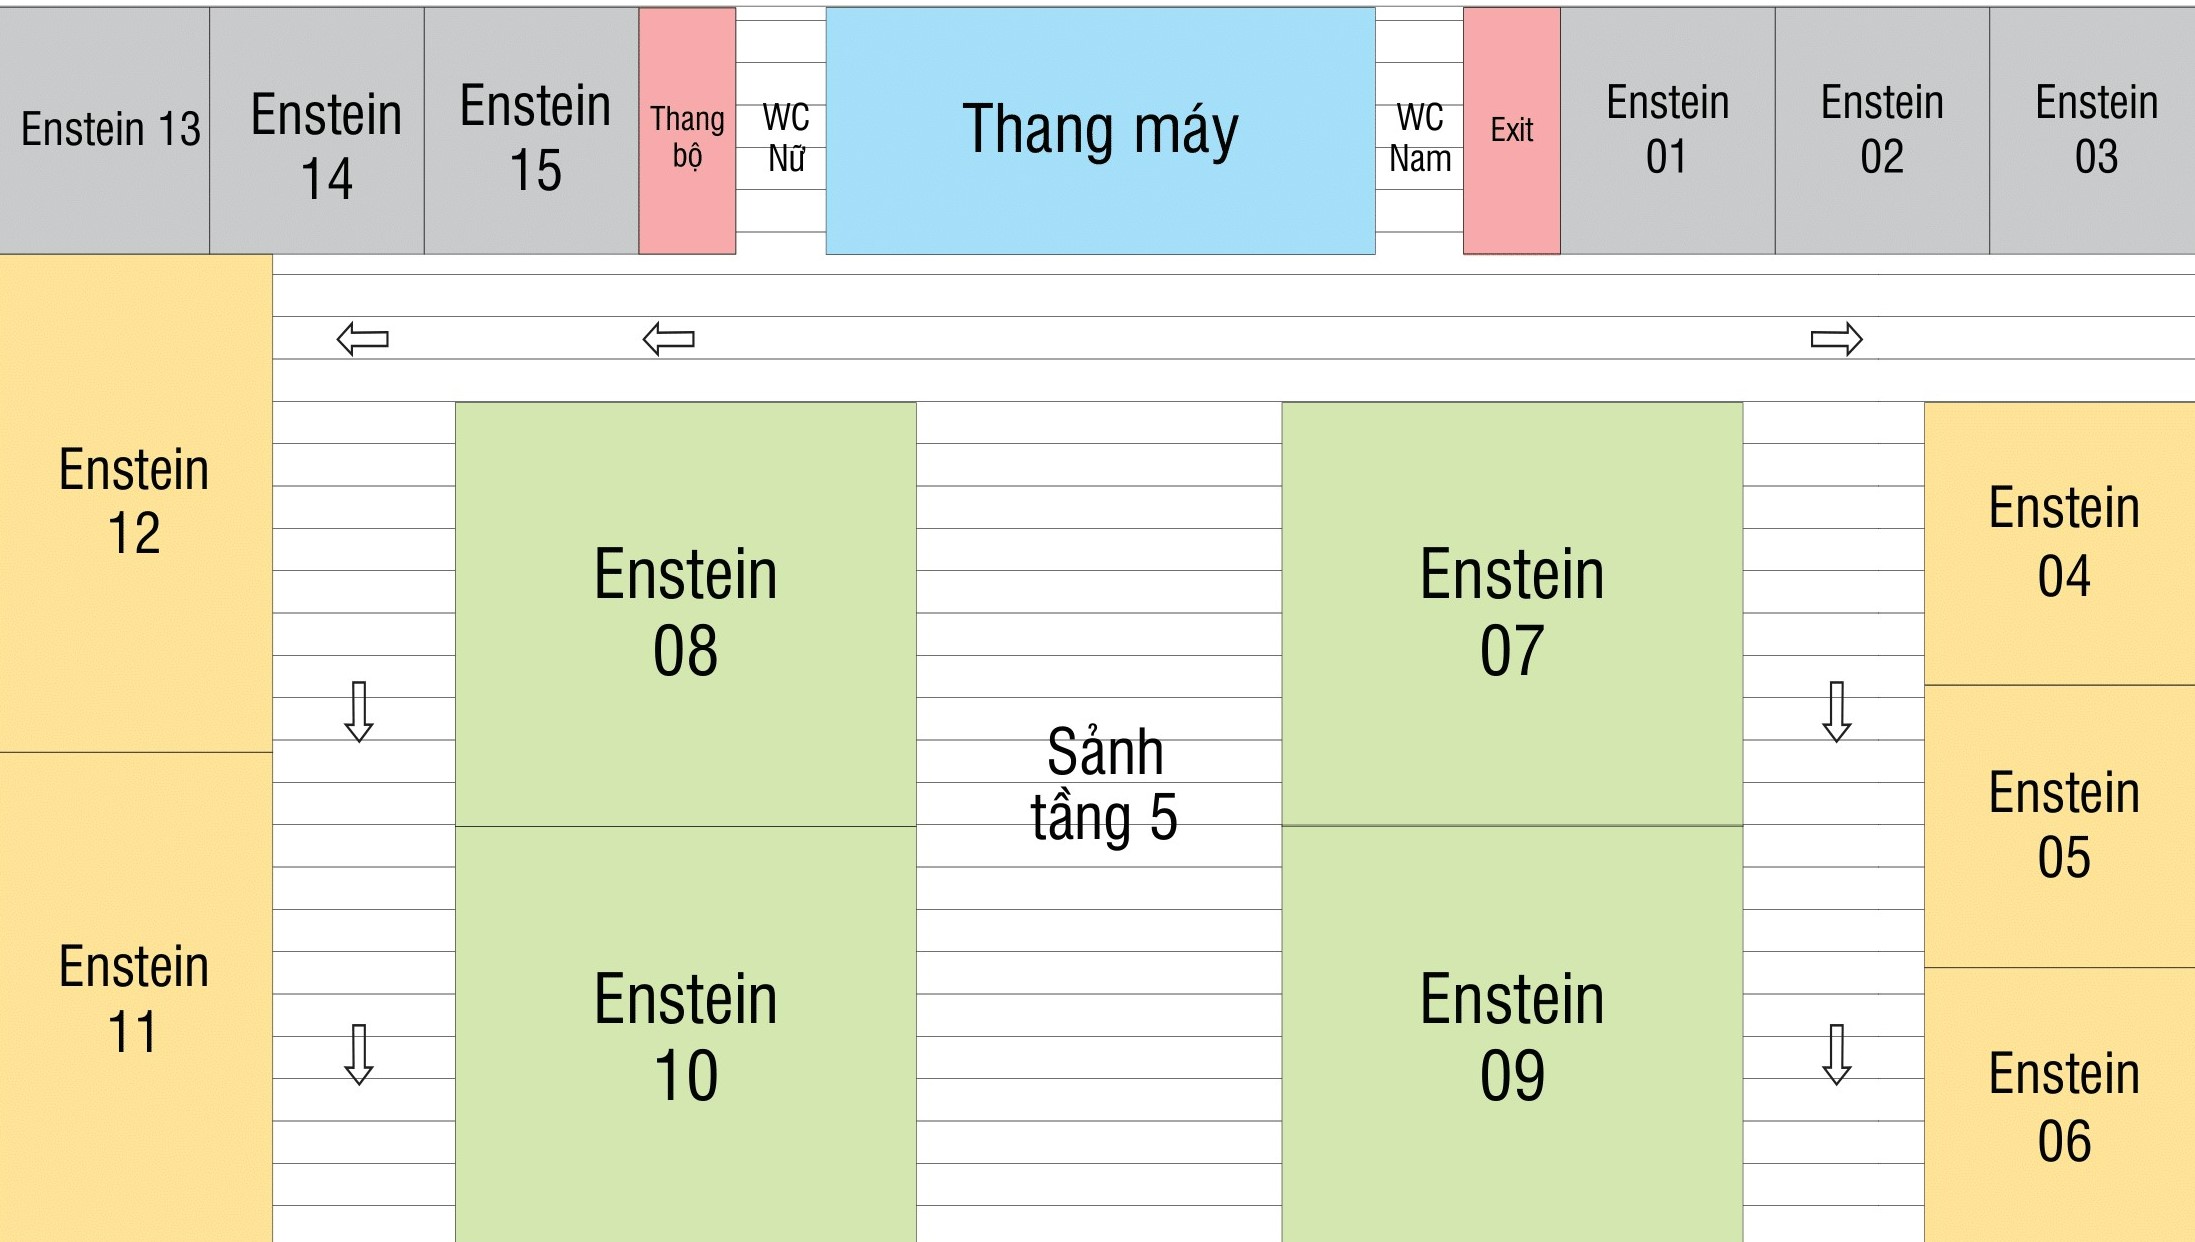 Enstein 13
Enstein
14
Enstein
15
Thang
bộ
WC
Nữ
Thang máy
WC
Nam
Exit
Enstein
01
Enstein
02
Enstein
03
Enstein
12
Enstein
08
Enstein
07
Enstein
04
Sảnh
tầng 5
Enstein
05
Enstein
11
Enstein
10
Enstein
09
Enstein
06